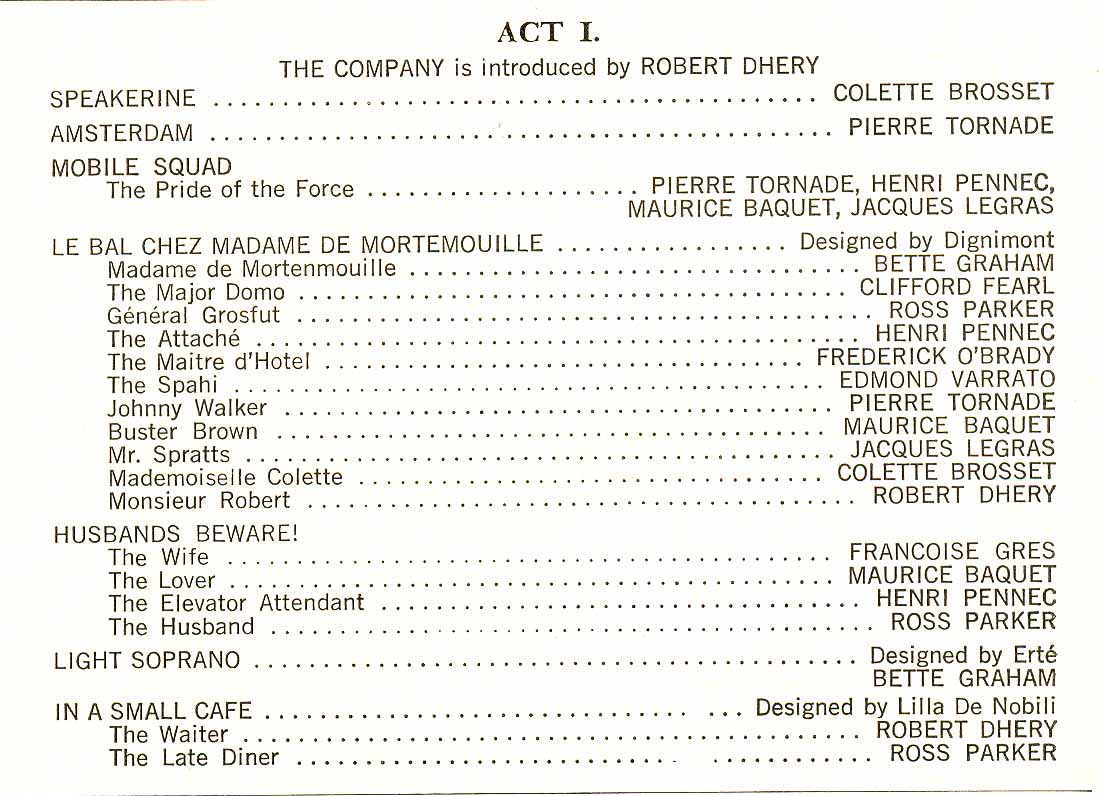 ACT I.
THE COMPANY is introduced by ROBERT DHERY
SPEAKERINE ............................................ COLETTE BROSSET
AMSTERDAM ............................................. PIERRE TORNADE
MOBILE SQUAD
The Pride of the Force .................... PIERRE TORNADE, HENRI PENNEC,
MAURICE BAQUET, JACQUES LEGRAS
LE BAL CHEZ MADAME DE MORTEMOUILLE ................. Designed by Dignimont
Madame de Mortenmouille ................................. BETTE GRAHAM
The Major Domo ......................................... CLIFFORD FEARL
Général Grosfut .......................................... ROSS PARKER
The Attaché ............................................ HENRI PENNEC
The Maitre d'Hotel ................................... FREDERICK O'BRADY
The Spahi ........................................... EDMOND VARRATO
Johnny Walker ........................................ PIERRE TORNADE
Buster Brown ........................................ MAURICE BAQUET
Mr. Spratts ........................................... JACQUES LEGRAS
Mademoiselle Colette .................................. COLETTE BROSSET
Monsieur Robert ........................................ ROBERT DHERY
HUSBANDS BEWARE!
The Wife ............................................ FRANCOISE GRES
The Lover ............................................ MAURICE BAQUET
The Elevator Attendant ................................... HENRI PENNEC
The Husband ............................................ ROSS PARKER
LIGHT SOPRANO ............................................ Designed by Erté
BETTE GRAHAM
IN A SMALL CAFE ............................... ... Designed by Lilla De Nobili
The Waiter ............................................. ROBERT DHERY
The Late Diner ............................ ............ ROSS PARKER